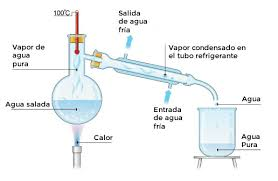 100°C
Salida
de agua
fría
Vapor de
agua
pura
Vapor condensado en
el tubo refrigerante
Agua salada
Entrada
de agua
fría
Agua
Agua
Pura
Calor